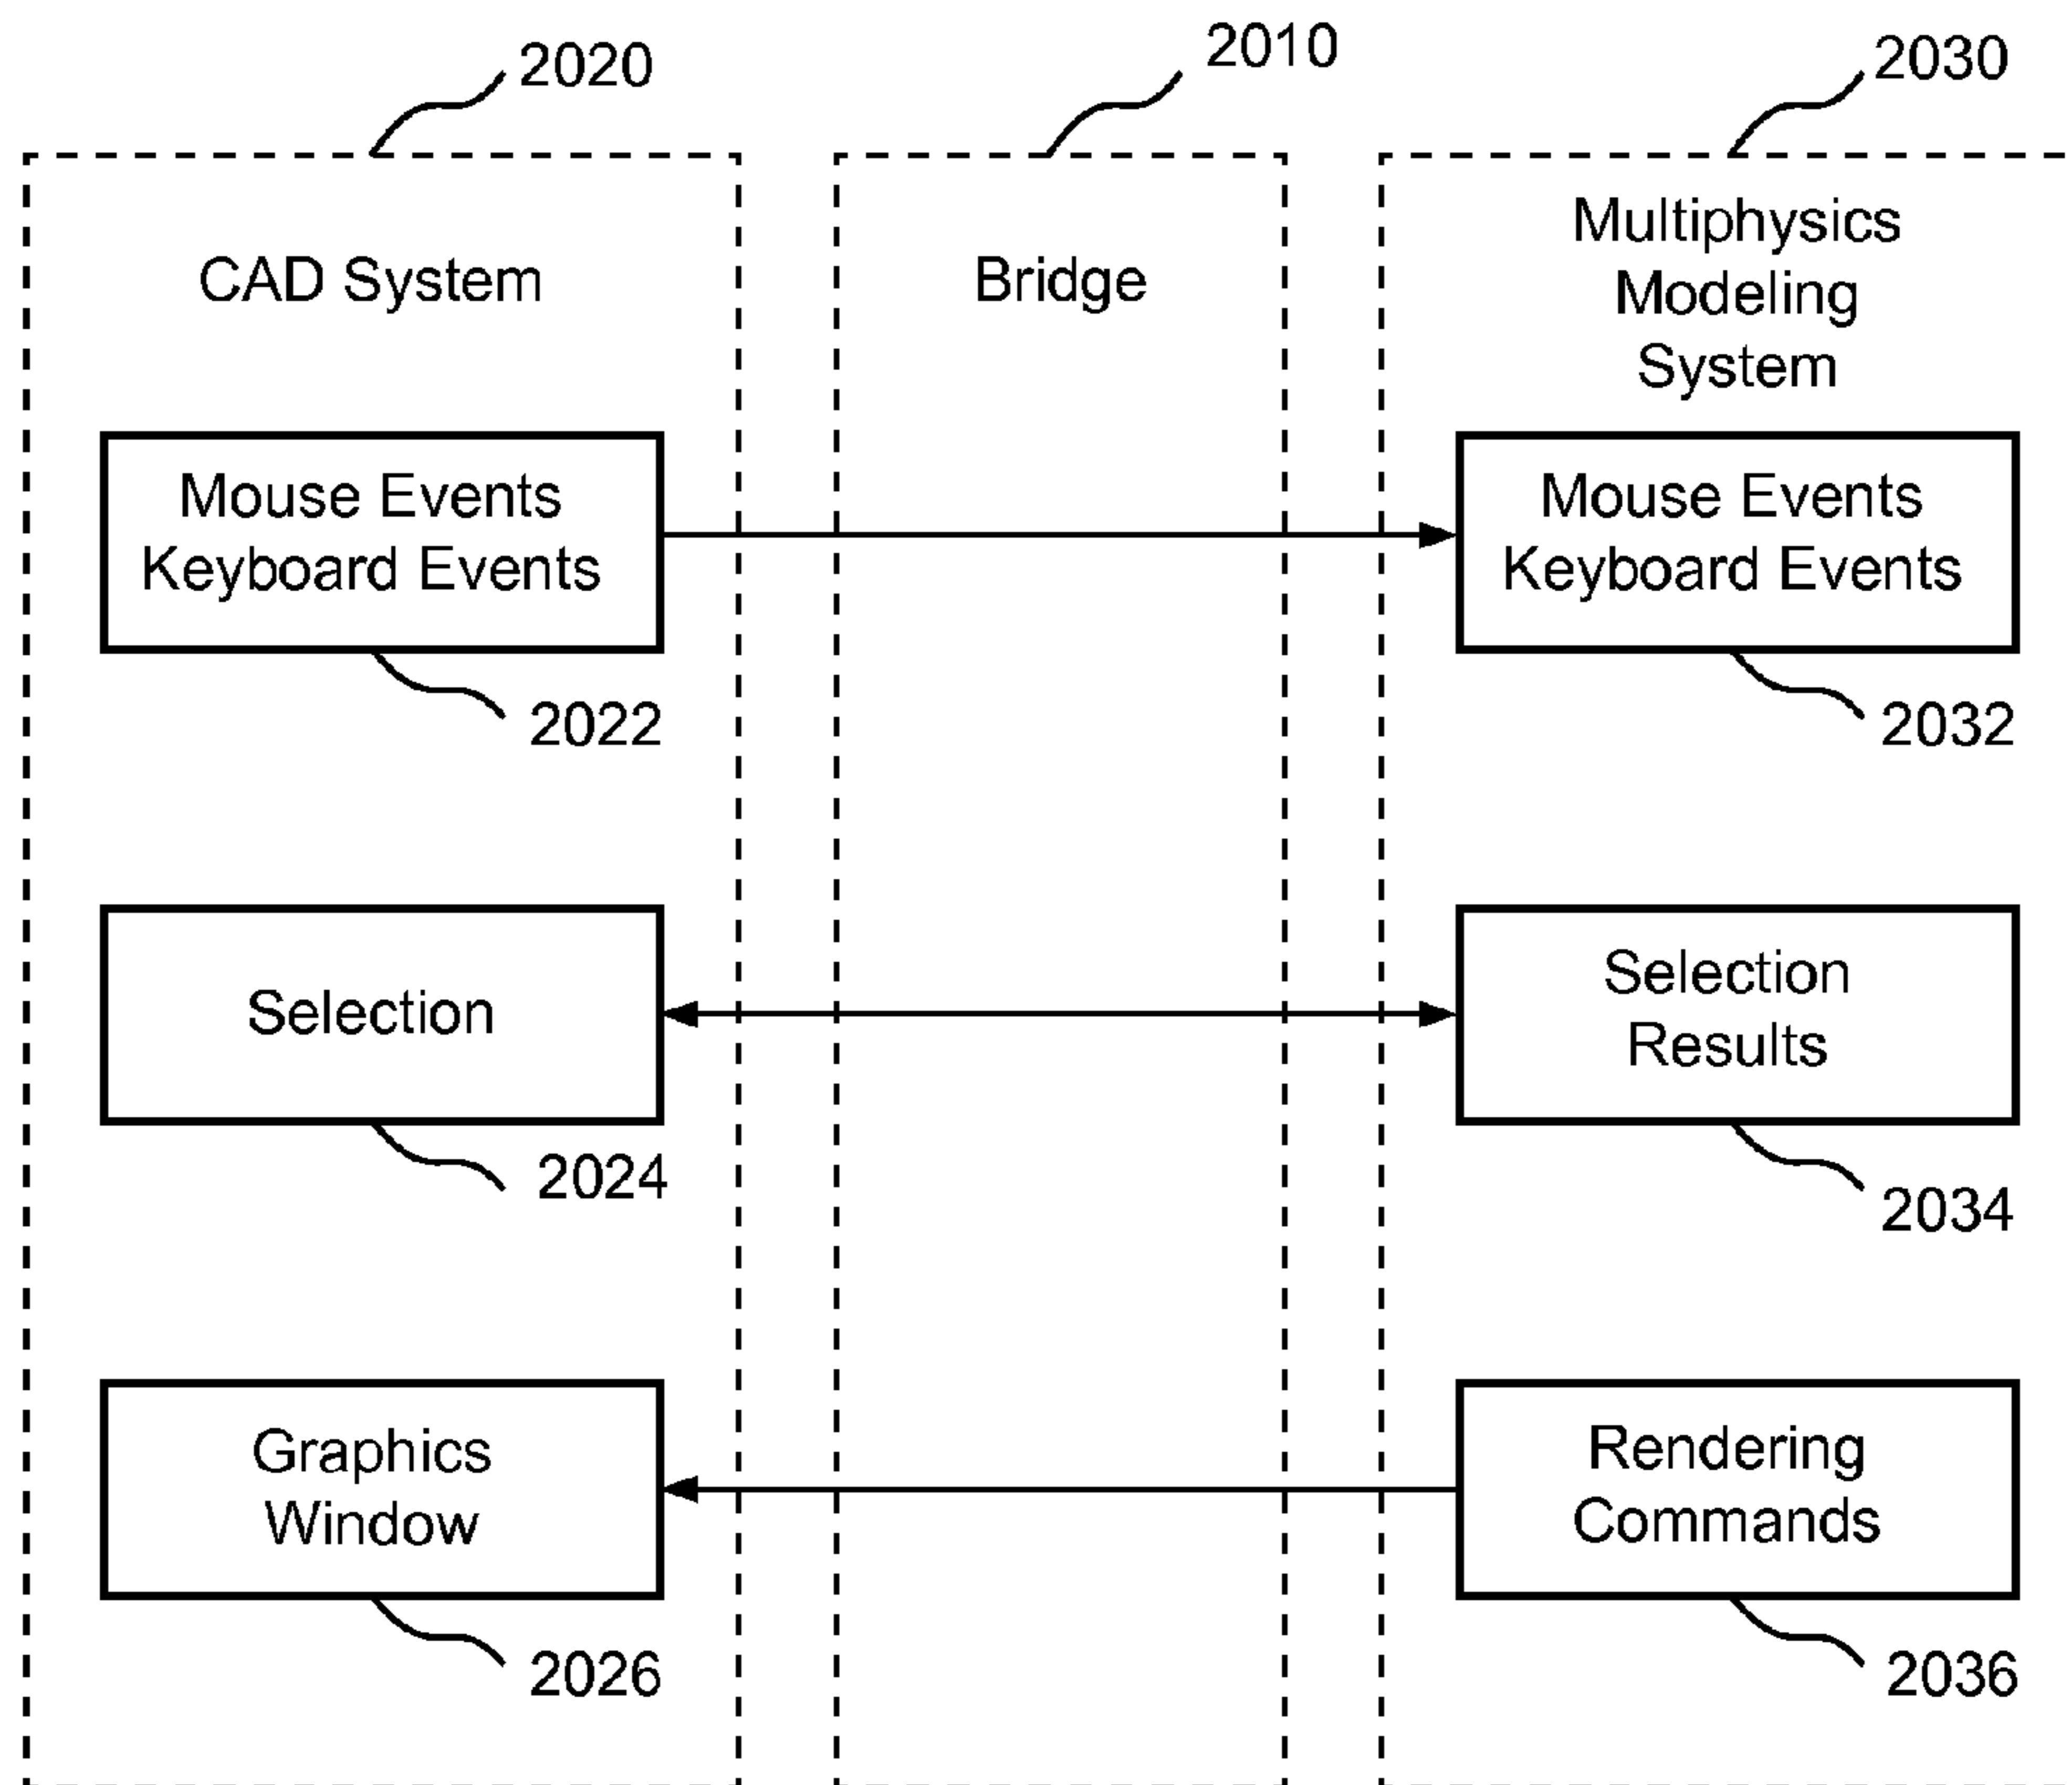 2020
2010
2030
CAD System
Bridge
Multiphysics
Modeling
System
Mouse Events
Keyboard Events
Mouse Events
Keyboard Events
2022
2032
Selection
Selection
Results
2024
2034
Graphics
Window
Rendering
Commands
2026
2036